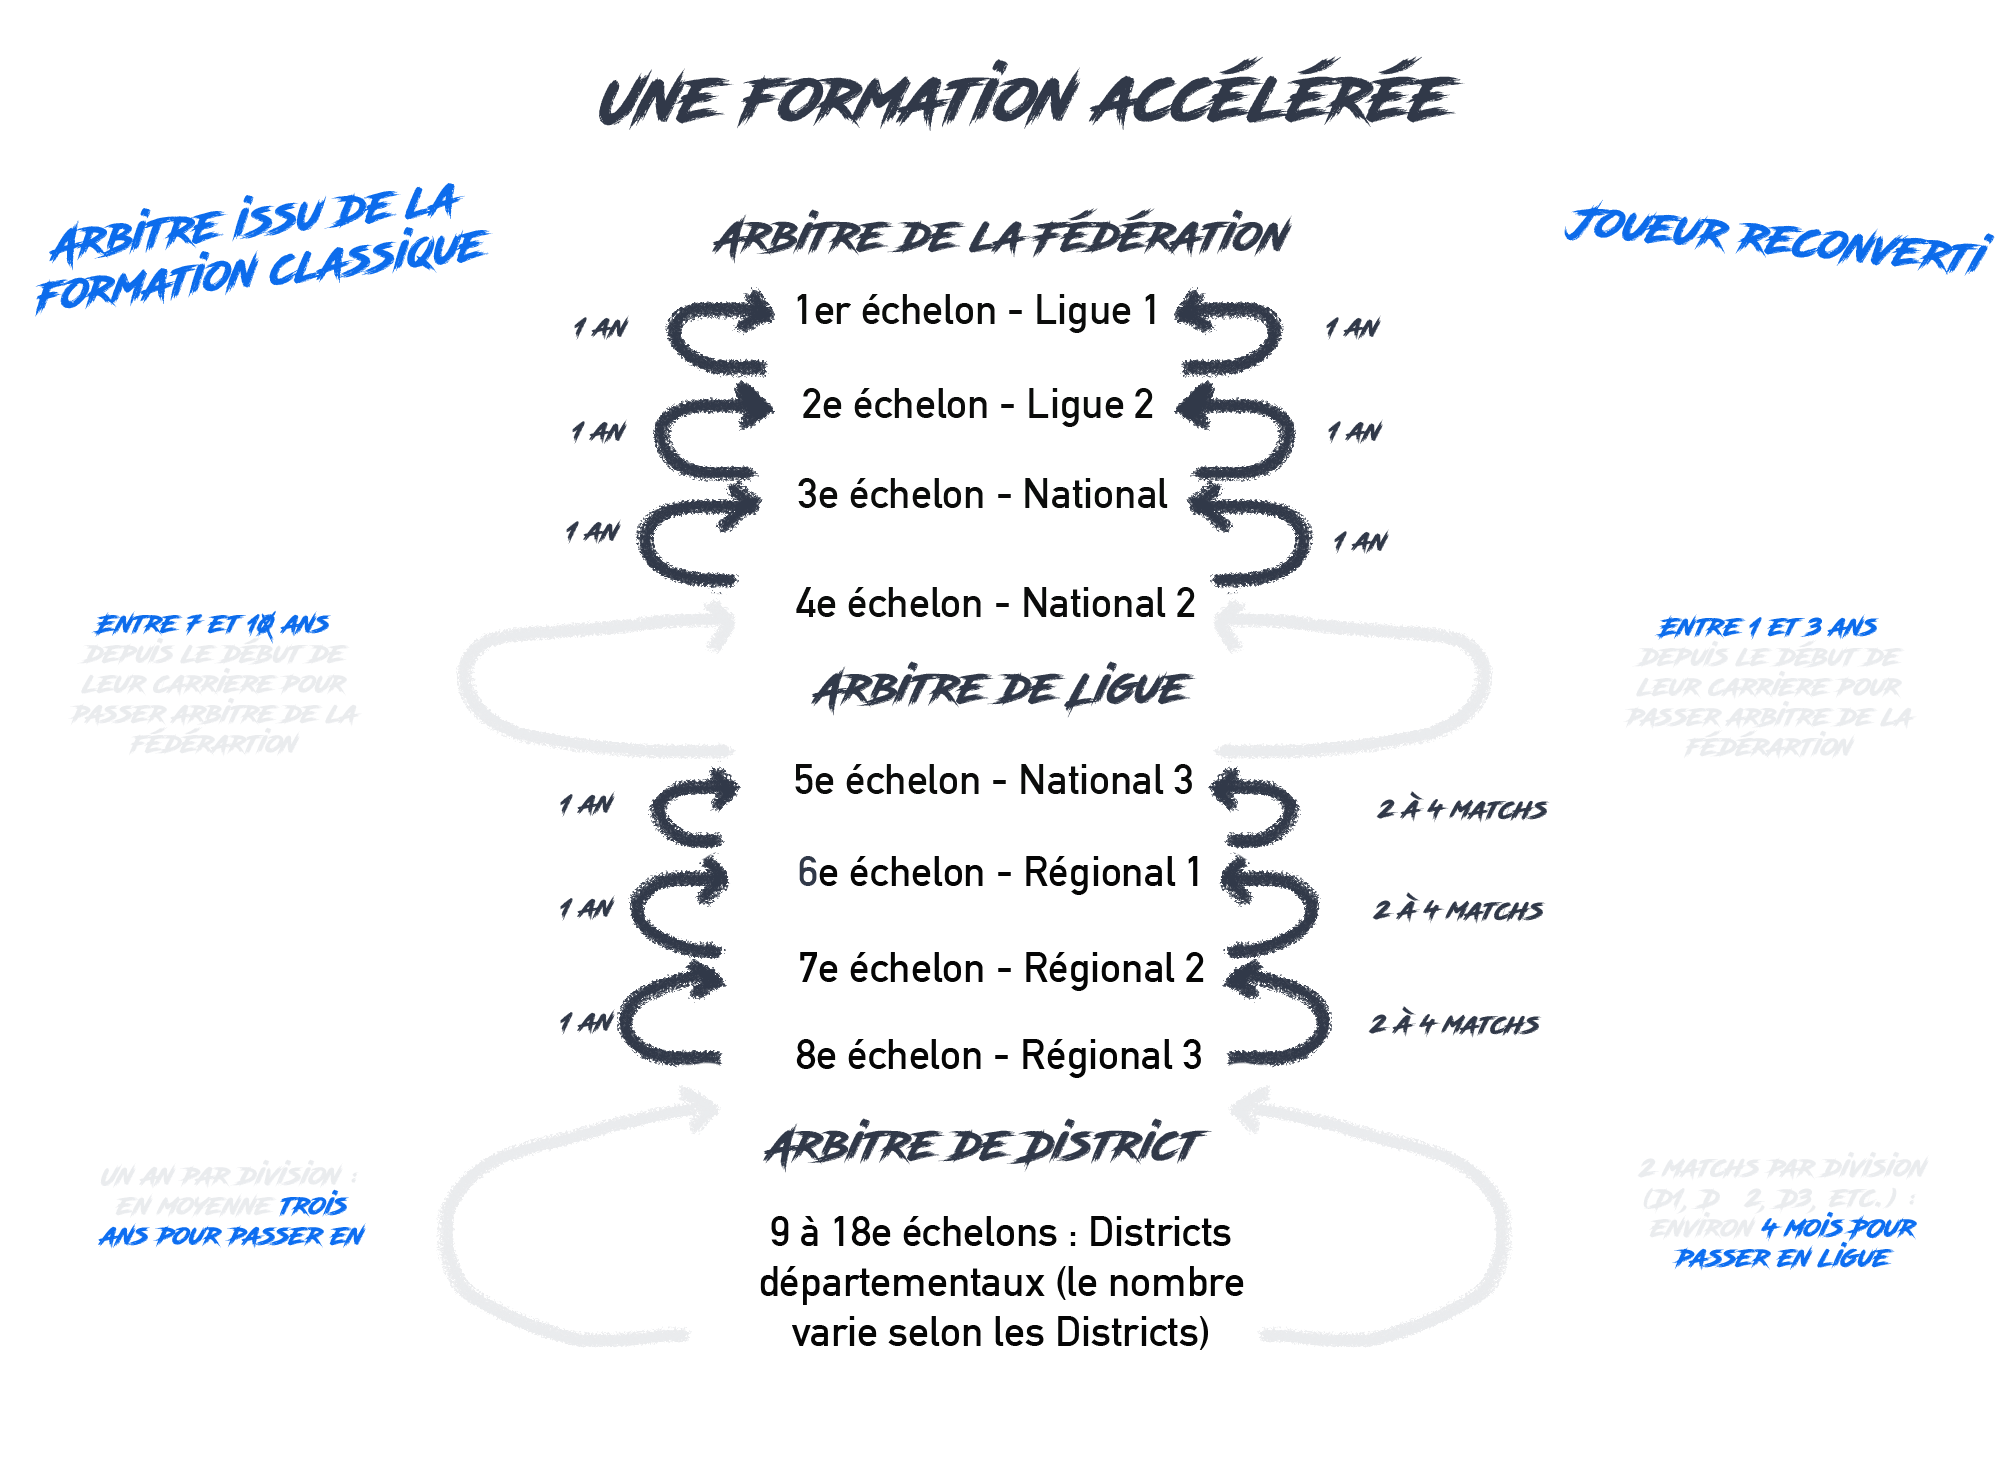 UNE FORMATION ACCÉLÉRÉE
ARBITRE ISSU DE LA
FORMATION CLASSIQUE
JOUEUR RECONVERTI
ARBITRE DE LA FÉDÉRATION
1er échelon - Ligue 1
1 AN
1 AN
2e échelon - Ligue 2
1 AN
1 AN
3e échelon - National
1 AN
1 AN
4e échelon - National 2
ENTRE 7 ET 10 ANS
DEPUIS LE DÉBUT DE
LEUR CARRIERE POUR
PASSER ARBITRE DE LA
FÉDÉRARTION
ENTRE 1 ET 3 ANS
DEPUIS LE DÉBUT DE
LEUR CARRIERE POUR
PASSER ARBITRE DE LA
FÉDÉRARTION
ARBITRE DE LIGUE
5e échelon - National 3
1 AN
2 À 4 MATCHS
6e échelon - Régional 1
1 AN
2 À 4 MATCHS
7e échelon - Régional 2
1 AN
2 À 4 MATCHS
8e échelon - Régional 3
ARBITRE DE DISTRICT
UN AN PAR DIVISION :
EN MOYENNE TROIS
ANS POUR PASSER EN
2 MATCHS PAR DIVISION
(D1, D 2, D3, ETC.) :
ENVIRON 4 MOIS POUR
PASSER EN LIGUE
9 à 18e échelons : Districts
départementaux (le nombre
varie selon les Districts)